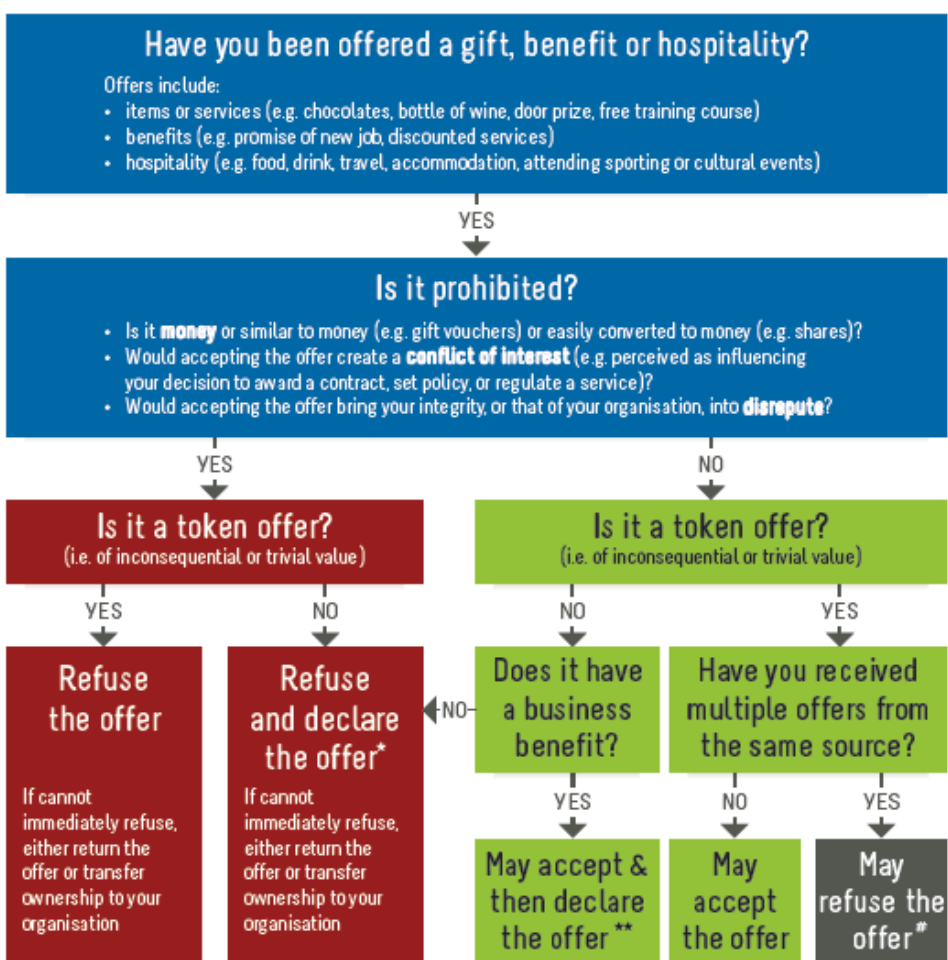 Have you been offered a gift, benefit or hospitality?
Offers include:
• items or services (e.g. chocolates, bottle of wine, door prize, free training course)
• benefits (e.g. promise of new job, discounted services)
• hospitality (e.g. food, drink, travel, accommodation, attending sporting or cultural events)
YES
Is it prohibited?
• Is it money or similar to money (e.g. gift vouchers) or easily converted to money (e.g. shares)?
• Would accepting the offer create a conflict of interest (e.g. perceived as influencing
your decision to award a contract, set policy, or regulate a service)?
• Would accepting the offer bring your integrity, or that of your organisation, into disrepute?
YES
NO
Is it a token offer?
(i.e. of inconsequential or trivial value)
YES
NO
Refuse
the offer
If cannot
immediately refuse,
either return the
offer or transfer
ownership to your
organisation
Refuse
and declare
the offer*
If cannot
immediately refuse,
either return the
offer or transfer
ownership to your
organisation
Is it a token offer?
(i.e. of inconsequential or trivial value)
NO
YES
Does it have
a business
benefit?
NO
YES
May accept &
then declare
the offer **
Have you received
multiple offers from
the same source?
NO
YES
May
accept
the offer
May
refuse the
offer#